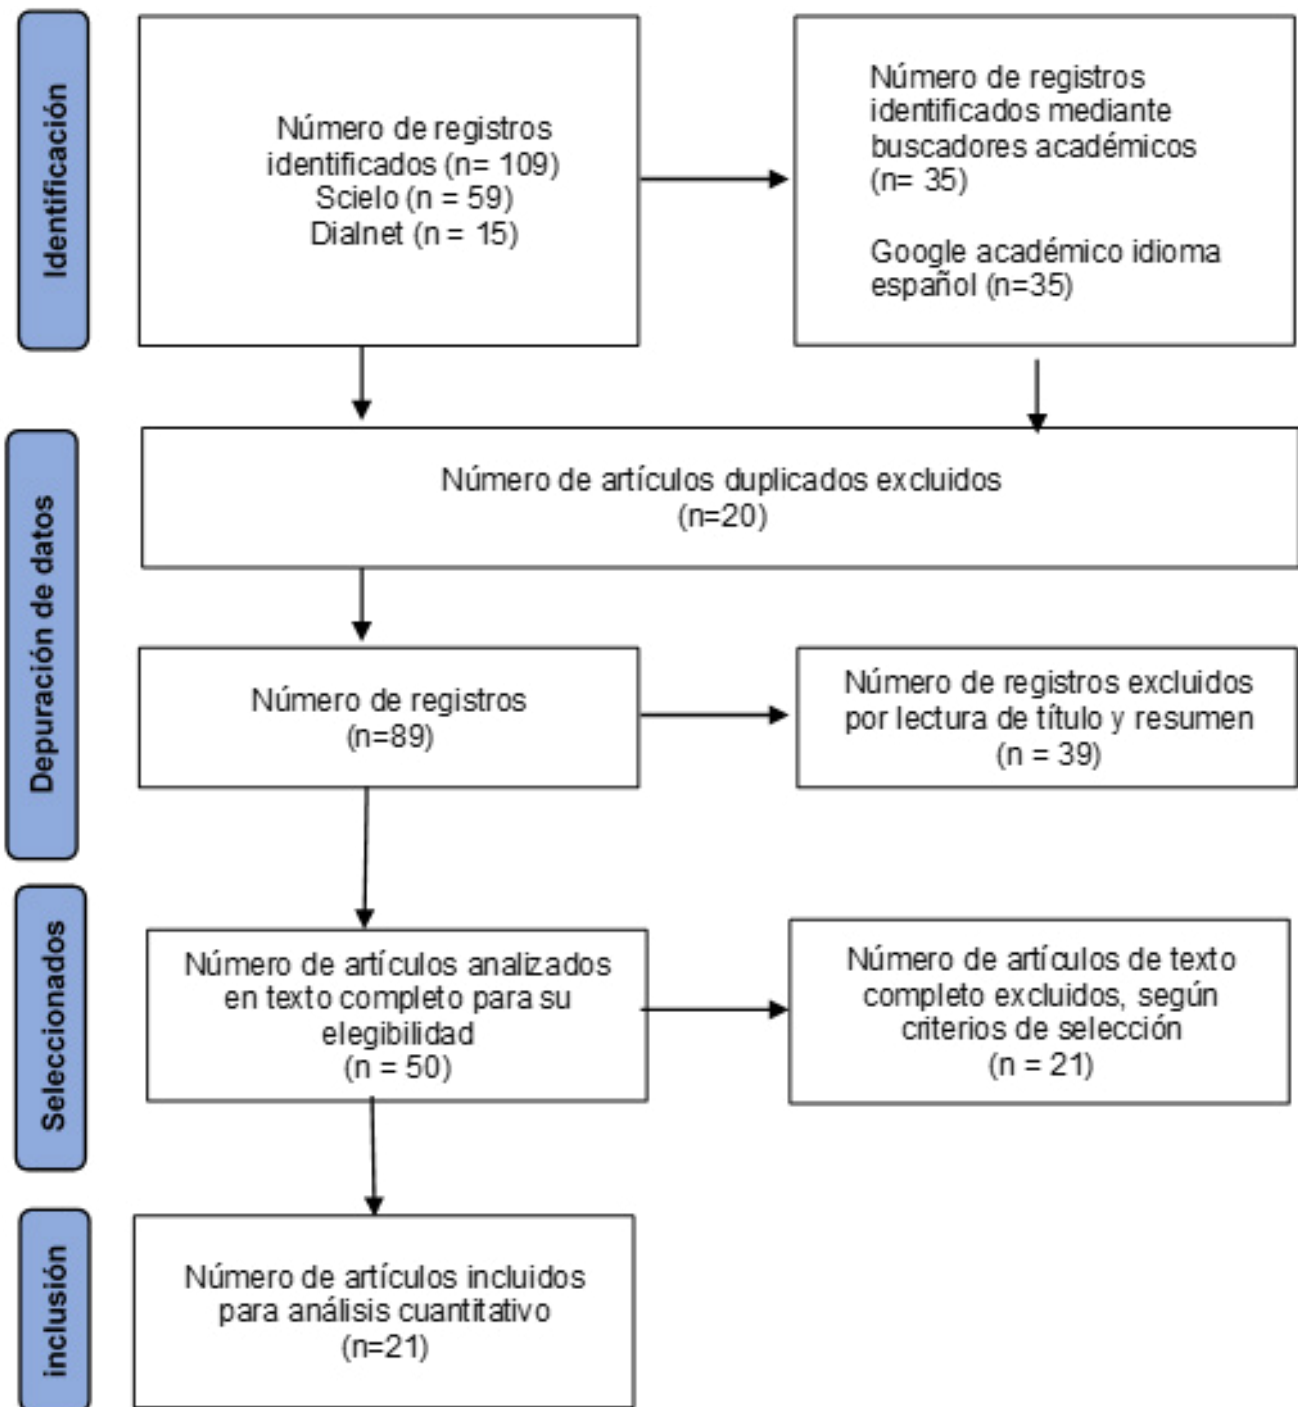 Identificación
Número de registros
identificados (n= 109)
Scielo (n = 59)
Dialnet (n = 15)
Número de registros
identificados mediante
buscadores académicos
(n= 35)
Google académico idioma
español (n=35)
Depuración de datos
Número de artículos duplicados excluidos
(n=20)
Número de registros
(n=89)
Número de registros excluidos
por lectura de título y resumen
(n = 39)
Seleccionados
Número de artículos analizados
en texto completo para su
elegibilidad
(n = 50)
Número de artículos de texto
completo excluidos, según
criterios de selección
(n = 21)
inclusión
Número de artículos incluidos
para análisis cuantitativo
(n=21)